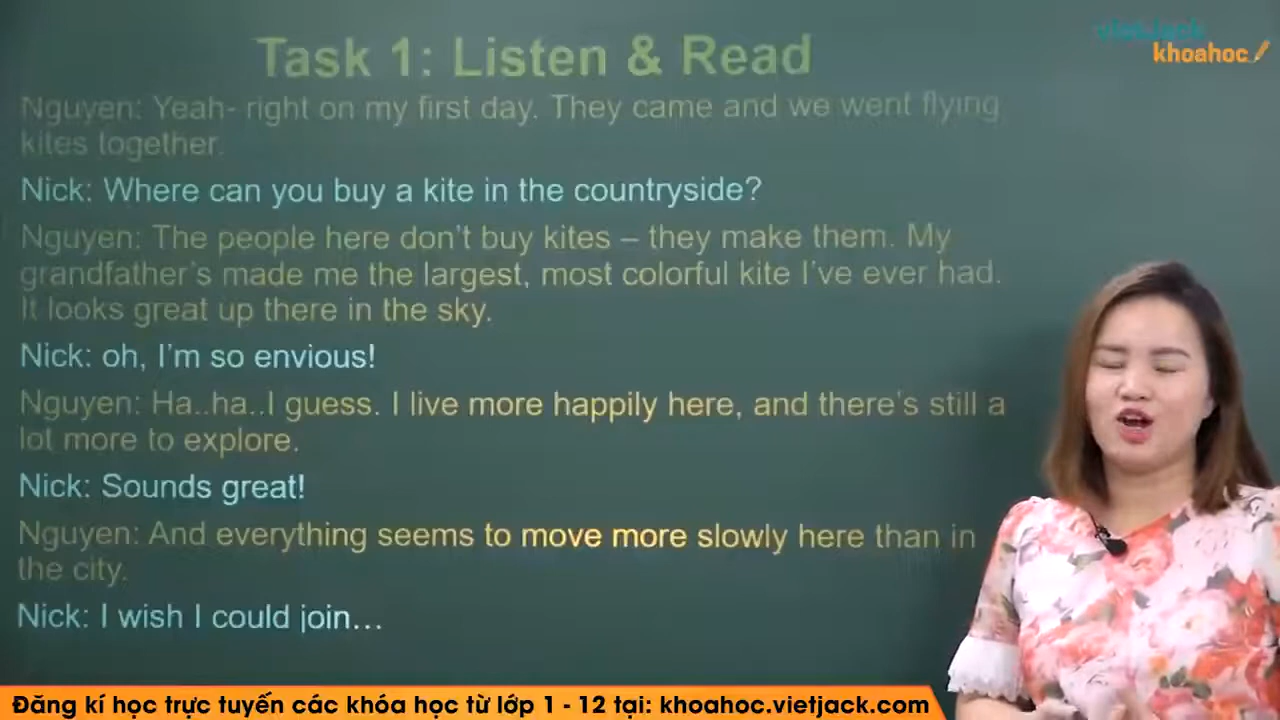 Task 1: Listen & Read
vietjack
khoahoc
Nguyen: Yeah- right on my first day. They came and we went flying
kites together.
Nick: Where can you buy a kite in the countryside?
Nguyen: The people here don't buy kites – they make them. My
grandfather's made me the largest, most colorful kite I've ever had.
It looks great up there in the sky.
Nick: oh, I'm so envious!
Nguyen: Ha..ha..I guess. I live more happily here, and there's still a
lot more to explore.
Nick: Sounds great!
Nguyen: And everything seems to move more slowly here than in
the city.
Nick: I wish I could join…
Đăng kí học trực tuyến các khóa học từ lớp 1 - 12 tại: khoahoc.vietjack.com